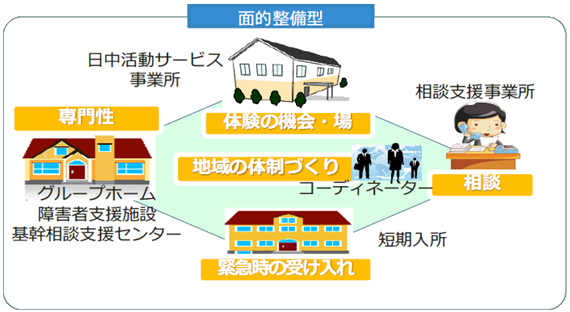 面的整備型
日中活動サービス
事業所
相談支援事業所
専門性
体験の機会・場
地域の体制づくり
コーディネーター
相談
グループホーム
障害者支援施設
基幹相談支援センター
短期入所
緊急時の受け入れ